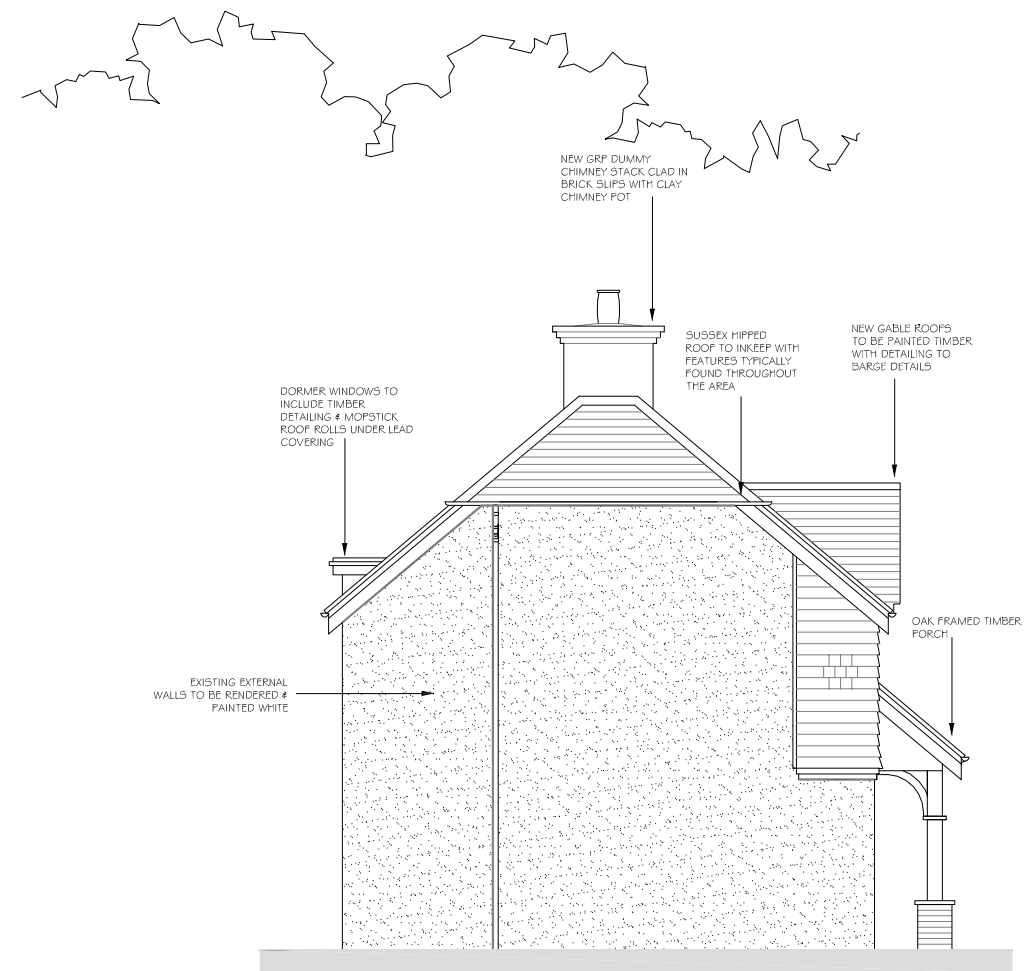 NEW GRP DUMMY
CHIMNEY STACK CLAD IN
BRICK SLIPS WITH CLAY
CHIMNEY POT
SUSSEX HIPPED
ROOF TO INKEEP WITH
FEATURES TYPICALLY
FOUND THROUGHOUT
THE AREA
NEW GABLE ROOFS
TO BE PAINTED TIMBER
WITH DETAILING TO
BARGE DETAILS
DORMER WINDOWS TO
INCLUDE TIMBER
DETAILING & MOPSTICK
ROOF ROLLS UNDER LEAD
COVERING
OAK FRAMED TIMBER
PORCH
EXISTING EXTERNAL
WALLS TO BE RENDERED &
PAINTED WHITE